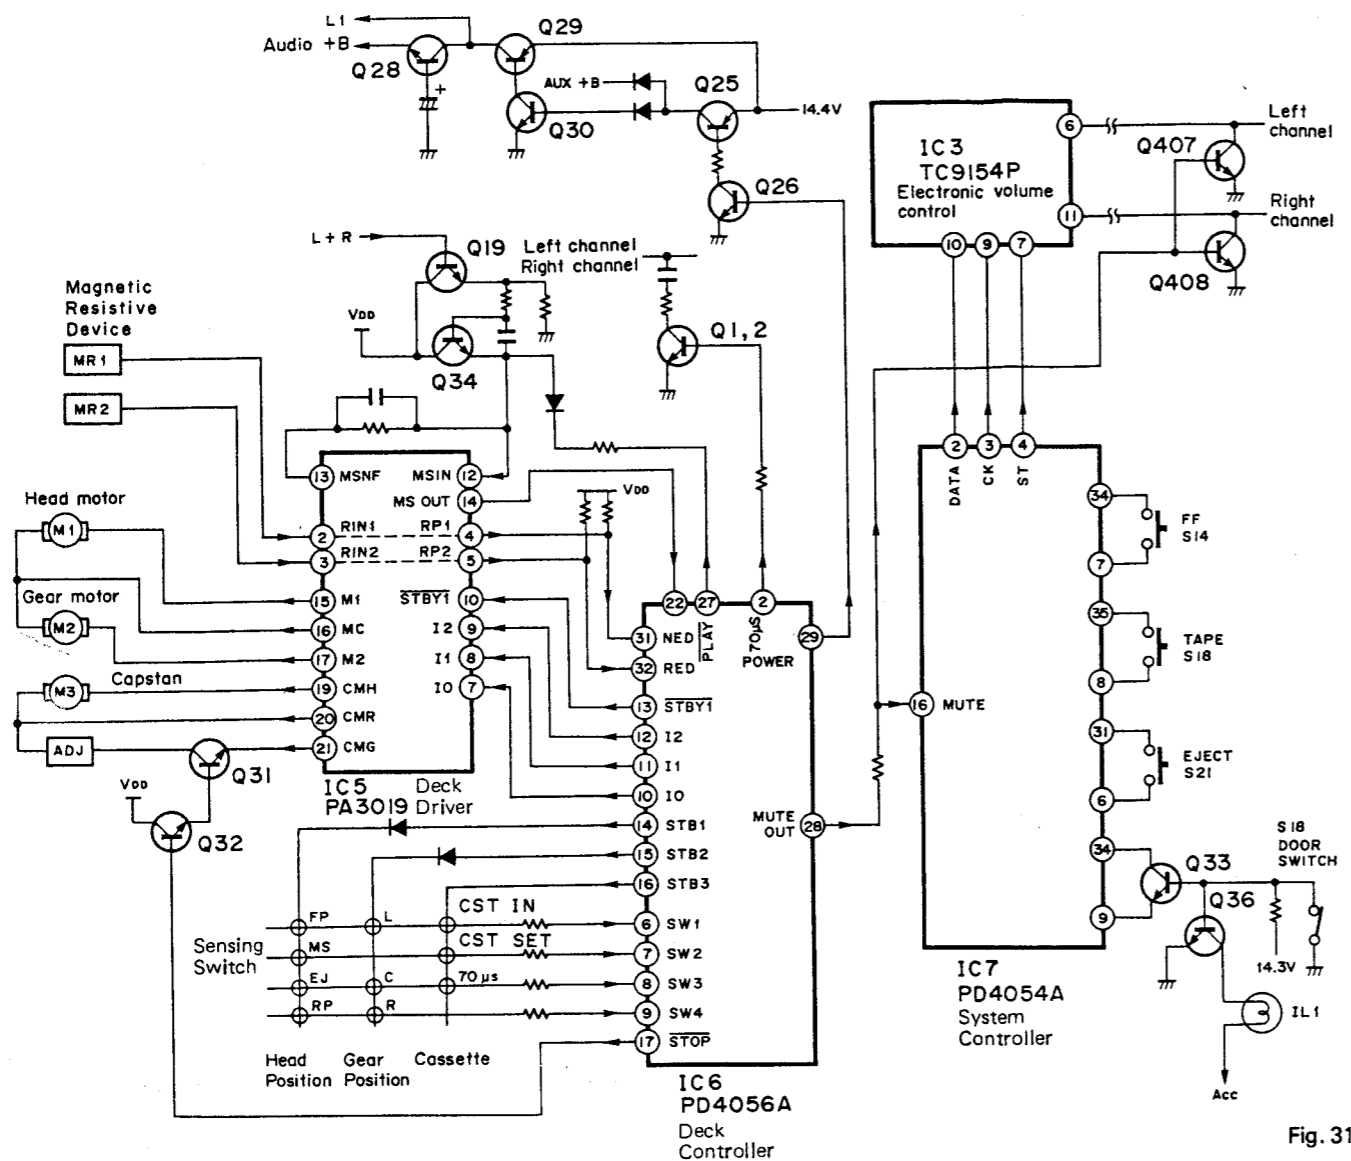 L1
Audio +B
Q28
Q29
+
AUX +B
Q25
Q30
14.4V
Q26
IC3
TC9154P
Electronic volume
control
6
11
10
9
7
Left
channel
Q407
Right
channel
Q408
L+R
Q19
Left channel
Right channel
VDD
Q34
Q1, 2
Magnetic
Resistive
Device
MR1
MR2
13
MSNF
MSIN
12
MS OUT
14
Head motor
M1
2
RIN1
RP1
4
3
RIN2
RP2
5
VDD
Gear motor
M2
15
M1
STBY1
10
16
MC
I2
9
17
M2
I1
8
Capstan
M3
19
CMH
I0
7
20
CMR
ADJ
21
CMG
Q31
VDD
Q32
IC5
PA3019
Deck
Driver
22
27
2
PLAY
70µS
31
NED
POWER
29
32
RED
13
STBY1
12
I2
11
I1
10
I0
14
STB1
MUTE
OUT
28
15
STB2
16
STB3
6
SW1
7
SW2
8
SW3
9
SW4
17
STOP
Sensing
Switch
FP
L
CST IN
MS
CST SET
EJ
C
70 µs
RP
R
Head
Position
Gear
Position
Cassette
IC6
PD4056A
Deck
Controller
2
3
4
DATA
CK
ST
16
MUTE
34
FF
S14
7
35
TAPE
S18
8
31
EJECT
S21
6
34
9
Q33
Q36
S18
DOOR
SWITCH
14.3V
IL1
Acc
IC7
PD4054A
System
Controller
Fig. 31